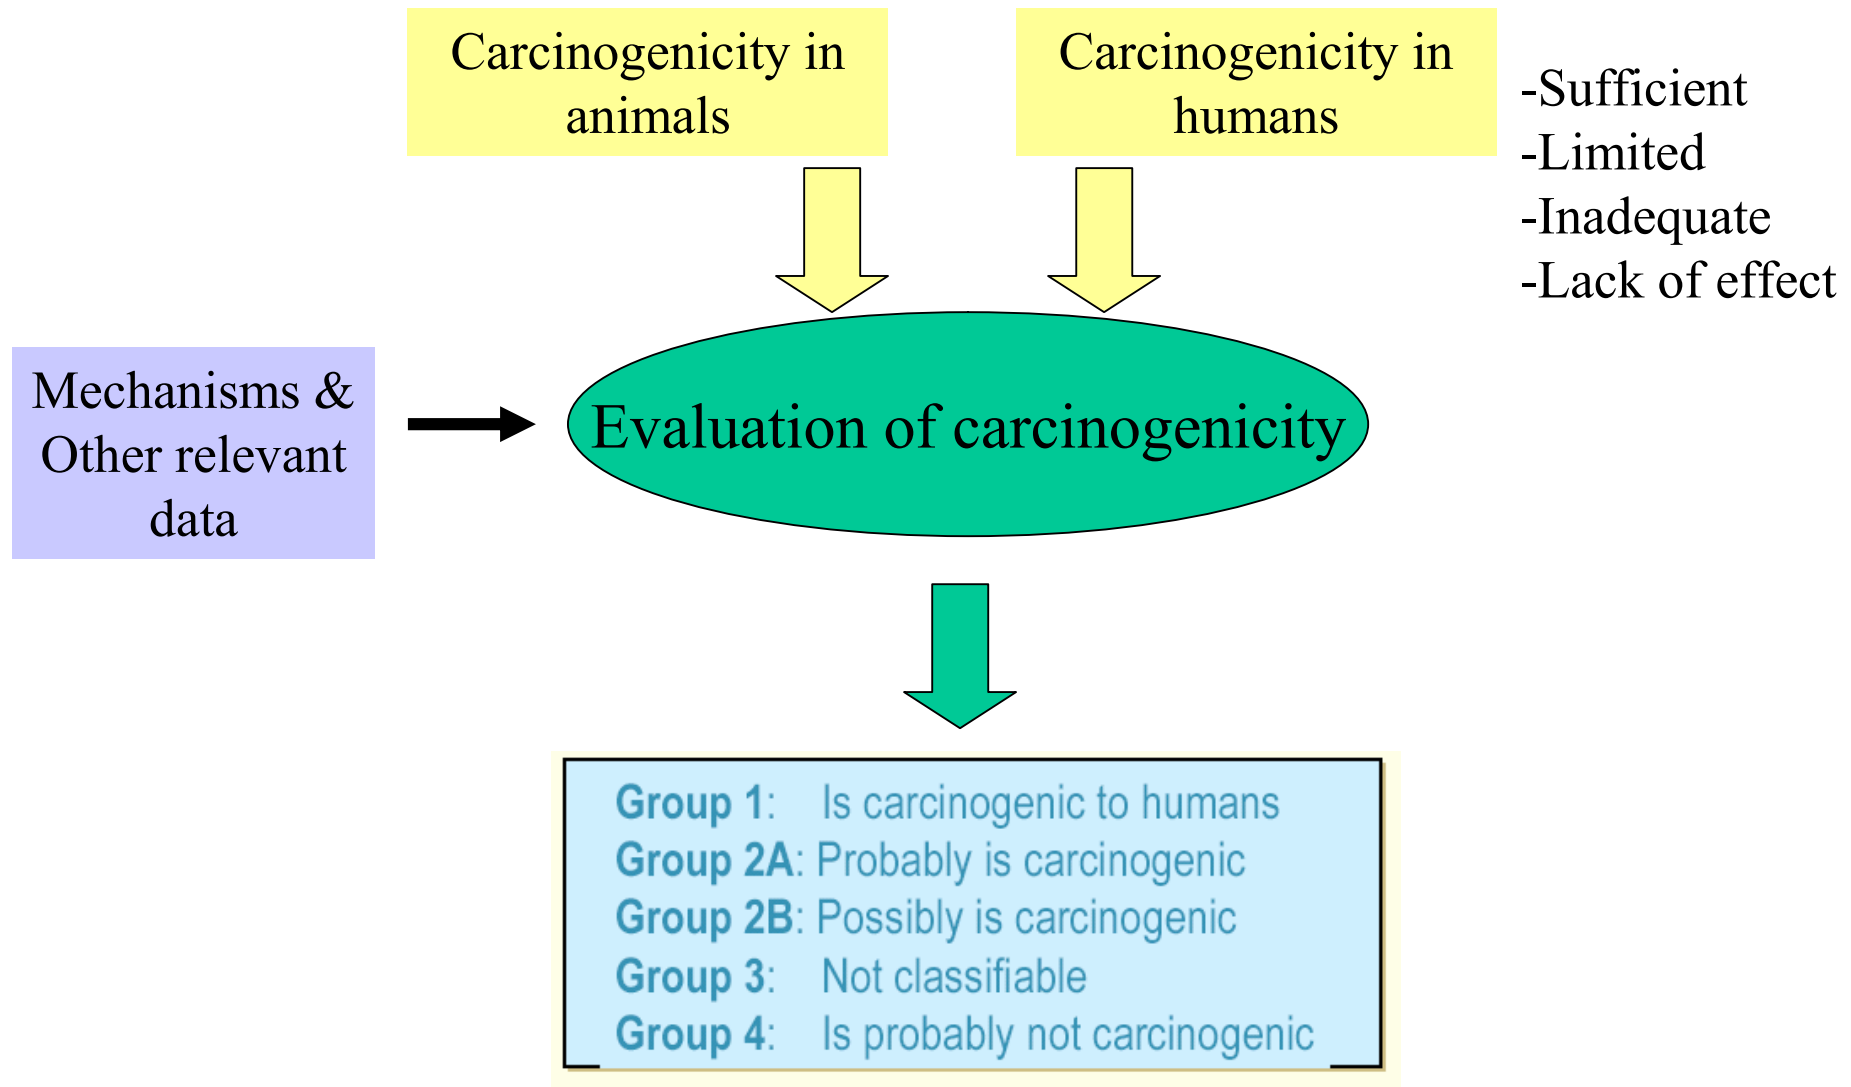 Carcinogenicity in
animals
Carcinogenicity in
humans
-Sufficient
-Limited
-Inadequate
-Lack of effect
Mechanisms &
Other relevant
data
Evaluation of carcinogenicity
Group 1: Is carcinogenic to humans
Group 2A: Probably is carcinogenic
Group 2B: Possibly is carcinogenic
Group 3: Not classifiable
Group 4: Is probably not carcinogenic